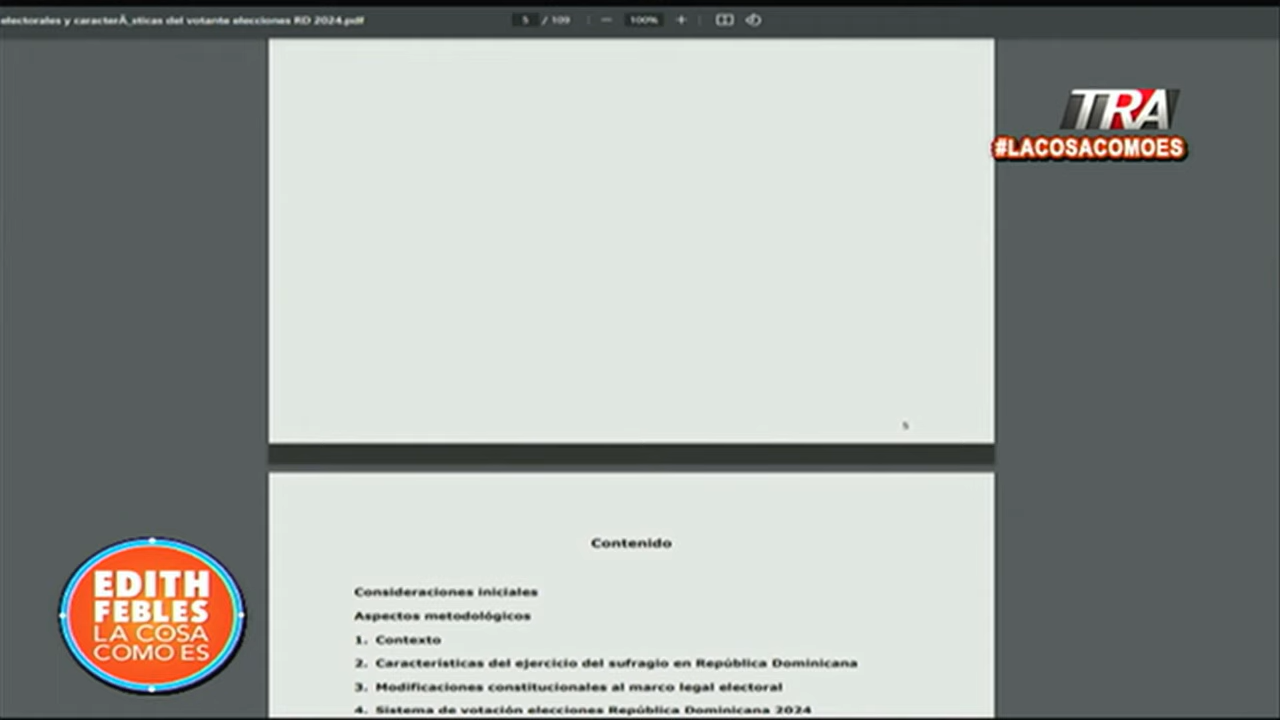 electorales y caracterÃ_sticas del votante elecciones RD 2024.pdf
5 / 109
100%
TRA
#LACOSACOMOES
5
Contenido
Consideraciones iniciales
Aspectos metodológicos
1. Contexto
2. Características del ejercicio del sufragio en República Dominicana
3. Modificaciones constitucionales al marco legal electoral
4. Sistema de votación elecciones República Dominicana 2024
EDITH
FEBLES
LA COSA
COMO ES